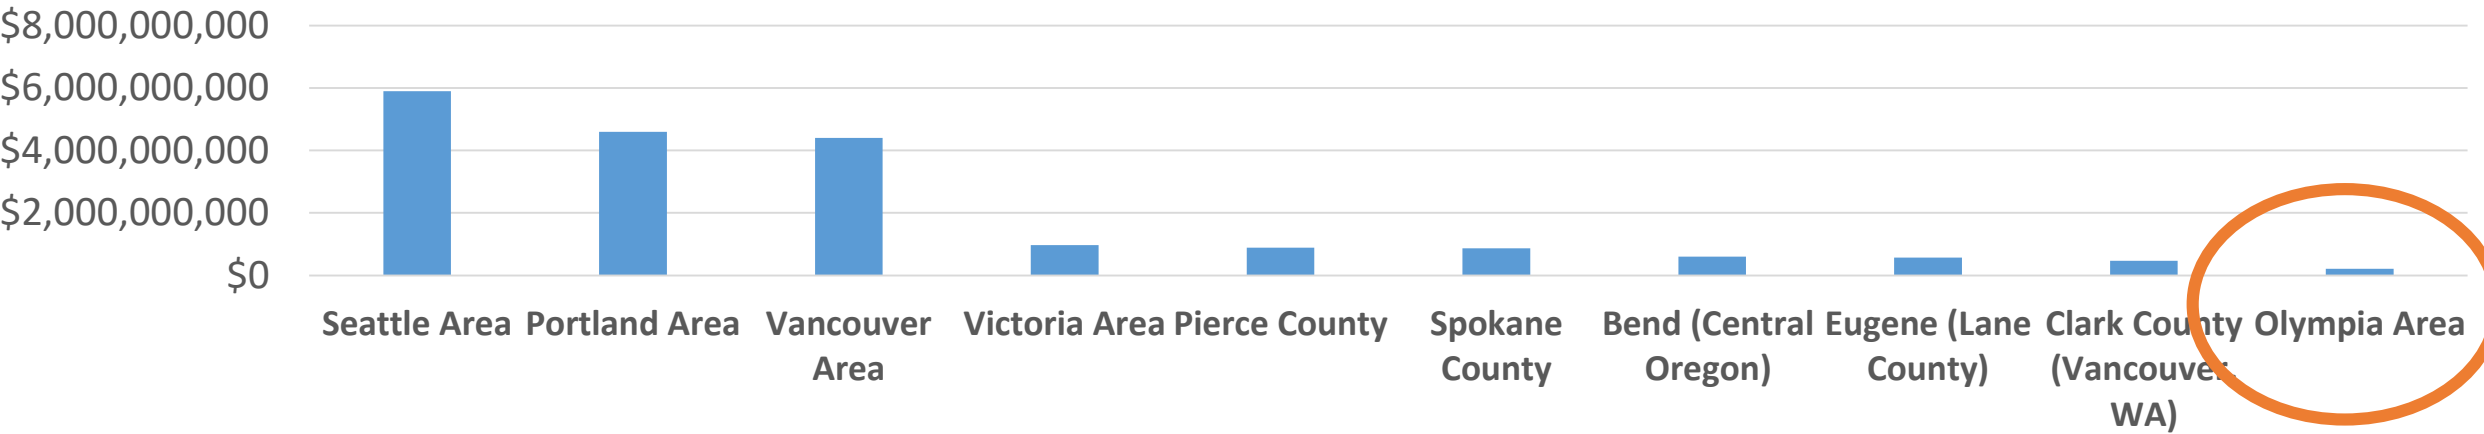 $8,000,000,000
$6,000,000,000
$4,000,000,000
$2,000,000,000
$0
Seattle Area
Portland Area
Vancouver
Area
Victoria Area
Pierce County
Spokane
County
Bend (Central
Oregon)
Eugene (Lane
County)
Clark County
(Vancouver,
WA)
Olympia Area